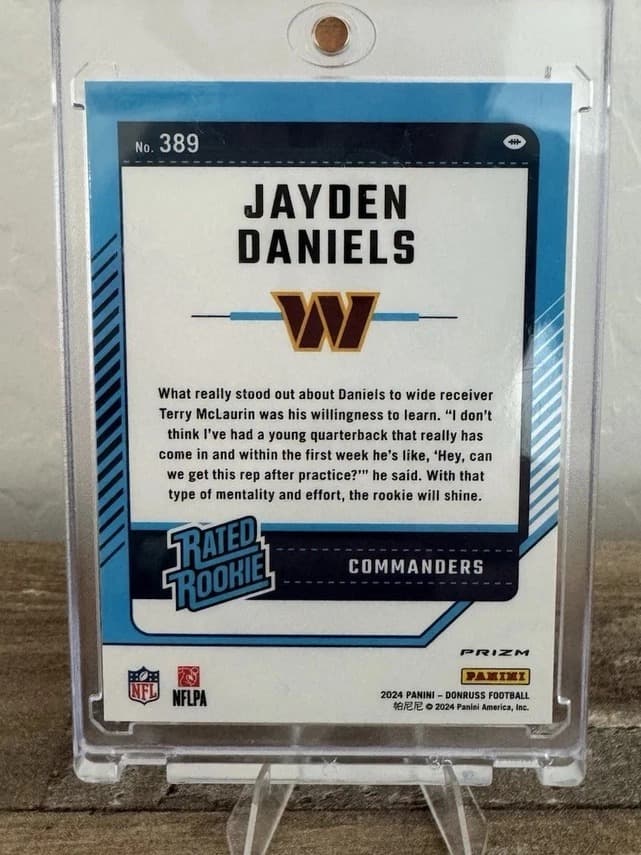 No. 389
JAYDEN
DANIELS
W
What really stood out about Daniels to wide receiver
Terry McLaurin was his willingness to learn. “I don’t
think I’ve had a young quarterback that really has
come in and within the first week he’s like, ‘Hey, can
we get this rep after practice?’” he said. With that
type of mentality and effort, the rookie will shine.
RATED
ROOKIE
COMMANDERS
PRIZM
PANINI
NFL
NFLPA
2024 PANINI – DONRUSS FOOTBALL
帕尼尼 © 2024 Panini America, Inc.